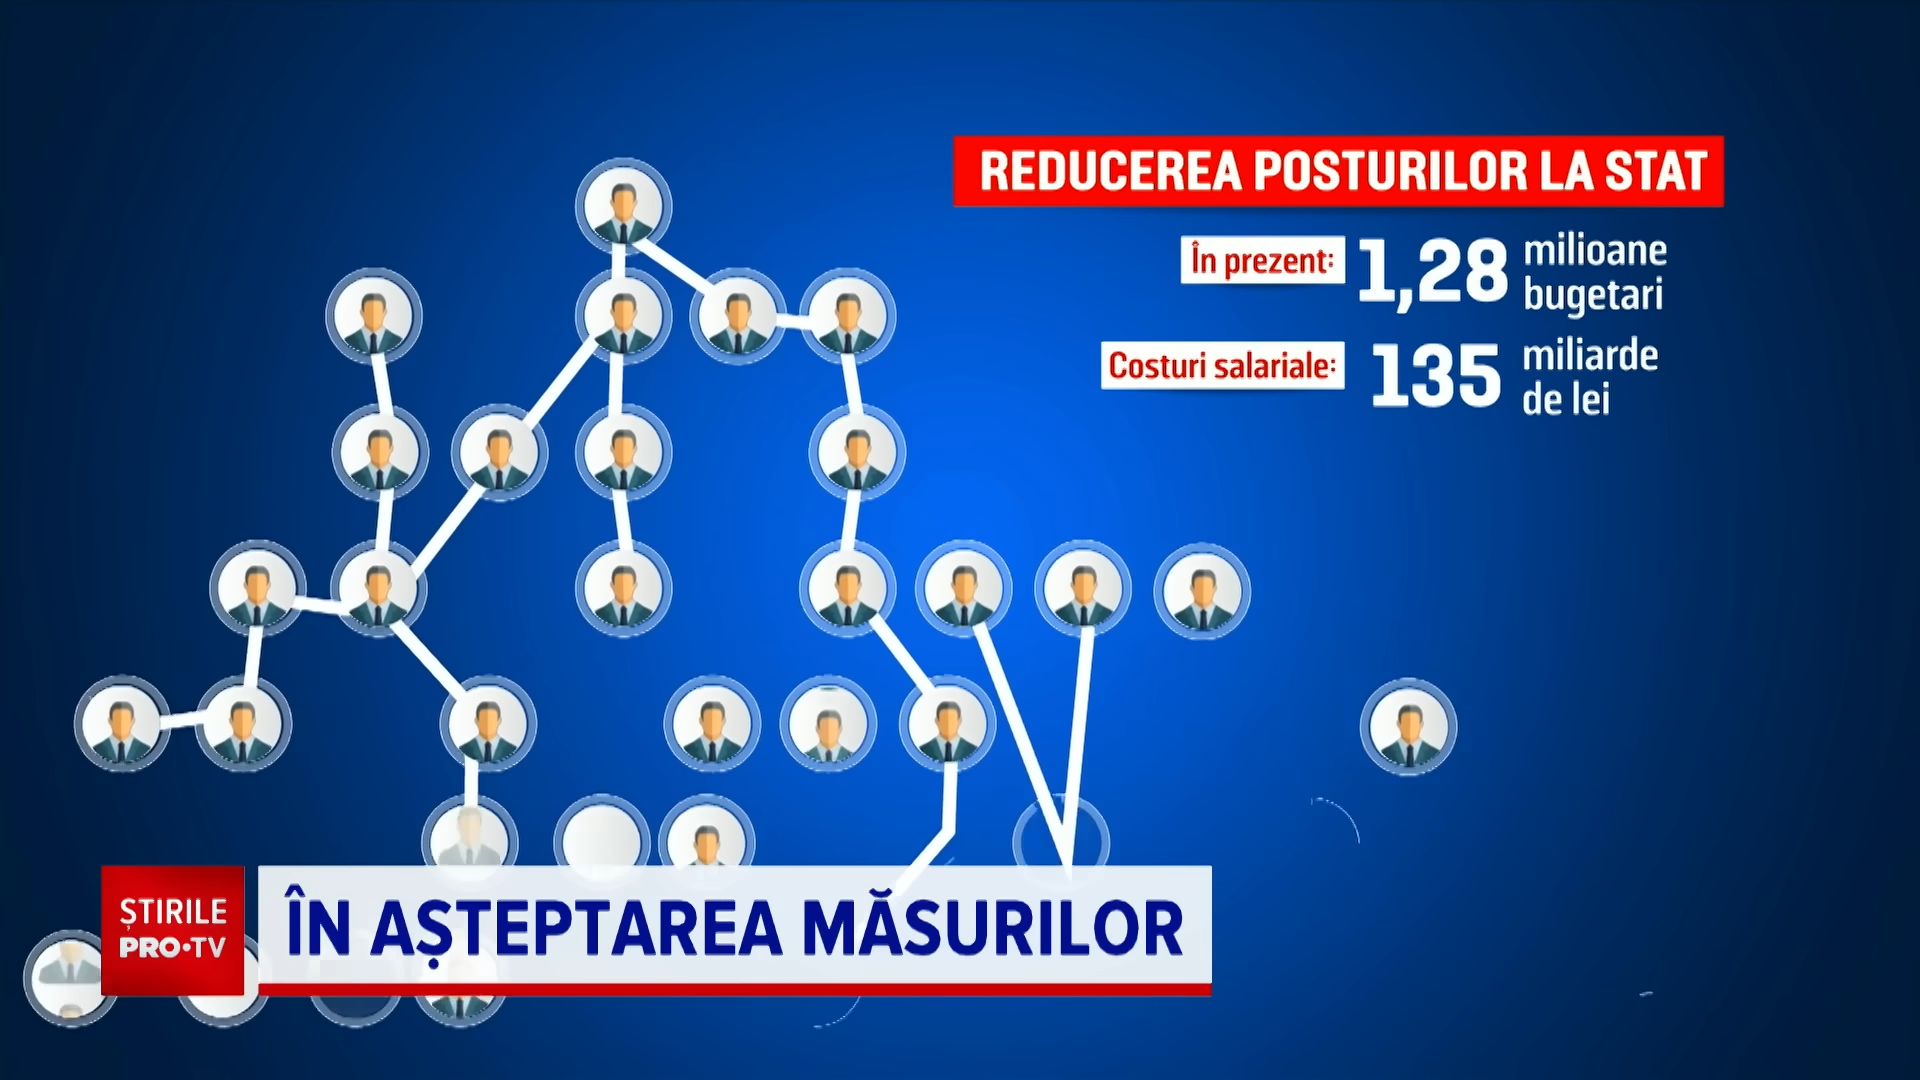 REDUCEREA POSTURILOR LA STAT
În prezent: 1,28 milioane
bugetari
Costuri salariale: 135 miliarde
de lei
ȘTIRILE
PRO•TV
ÎN AȘTEPTAREA MĂSURILOR